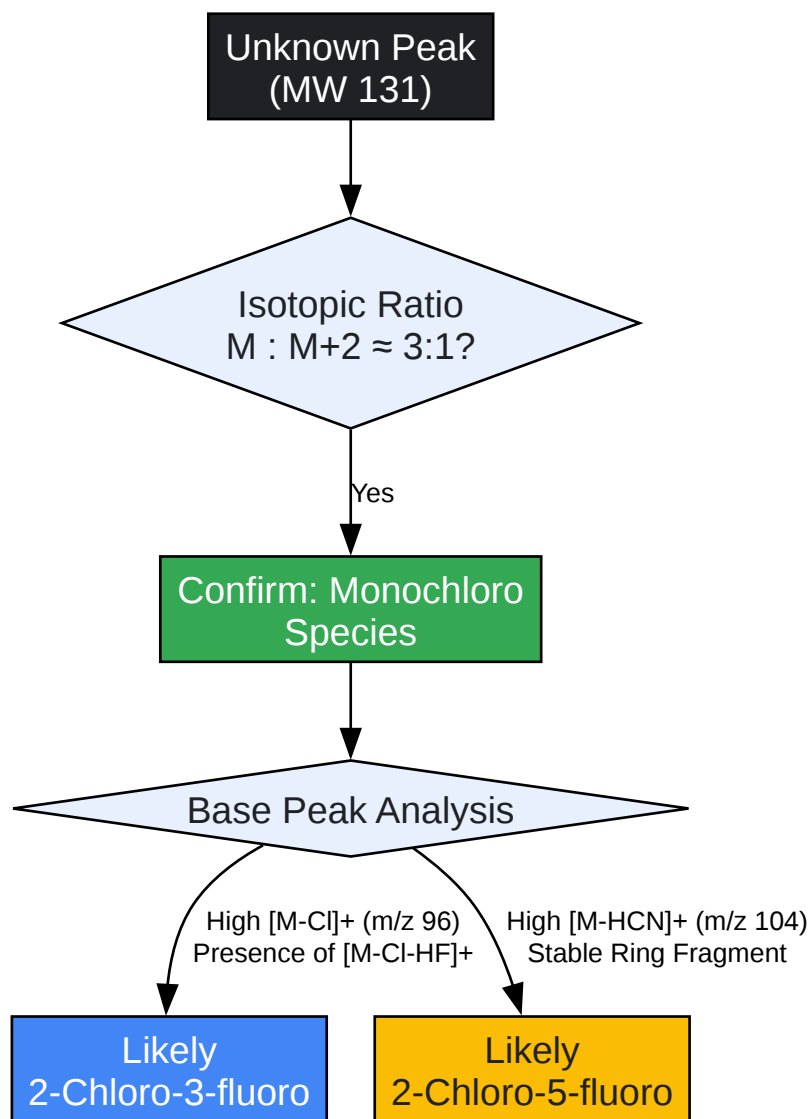 Unknown Peak
(MW 131)
Isotopic Ratio
M : M+2 ≈ 3:1?
Yes
Confirm: Monochloro
Species
Base Peak Analysis
High [M-Cl]+ (m/z 96)
Presence of [M-Cl-HF]+
High [M-HCN]+ (m/z 104)
Stable Ring Fragment
Likely
2-Chloro-3-fluoro
Likely
2-Chloro-5-fluoro